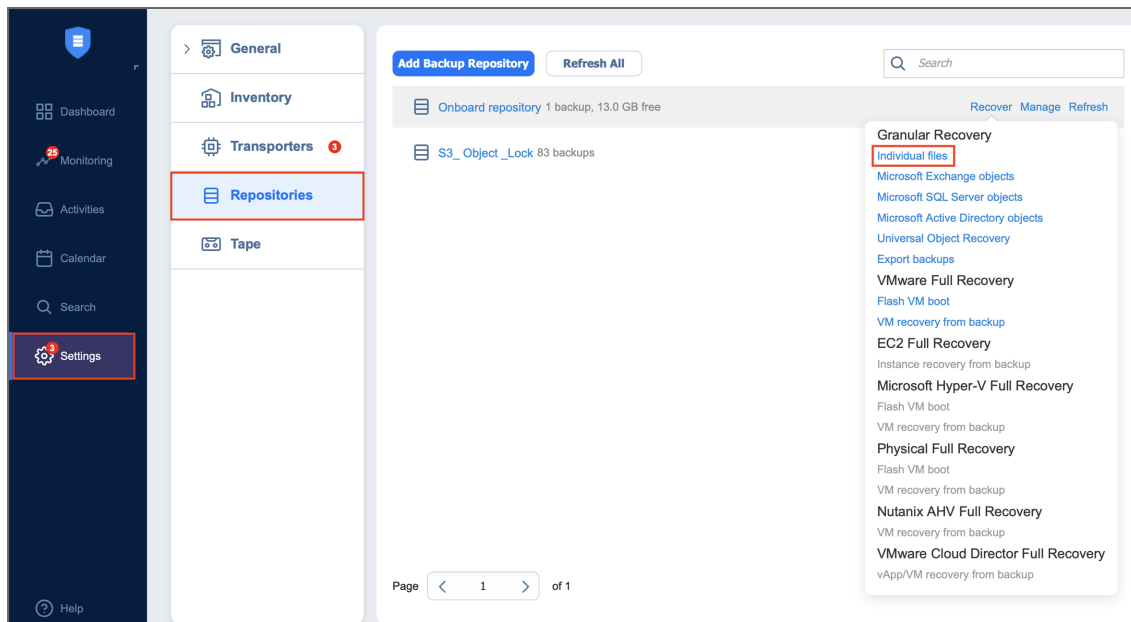 Dashboard
25
Monitoring
Activities
Calendar
Search
3
Settings
Help
General
Inventory
Transporters 3
Repositories
Tape
Add Backup Repository Refresh All Search
Onboard repository 1 backup, 13.0 GB free Recover Manage Refresh
S3_ Object _Lock 83 backups
Granular Recovery
Individual files
Microsoft Exchange objects
Microsoft SQL Server objects
Microsoft Active Directory objects
Universal Object Recovery
Export backups
VMware Full Recovery
Flash VM boot
VM recovery from backup
EC2 Full Recovery
Instance recovery from backup
Microsoft Hyper-V Full Recovery
Flash VM boot
VM recovery from backup
Physical Full Recovery
Flash VM boot
VM recovery from backup
Nutanix AHV Full Recovery
VM recovery from backup
VMware Cloud Director Full Recovery
vApp/VM recovery from backup
Page 1 of 1